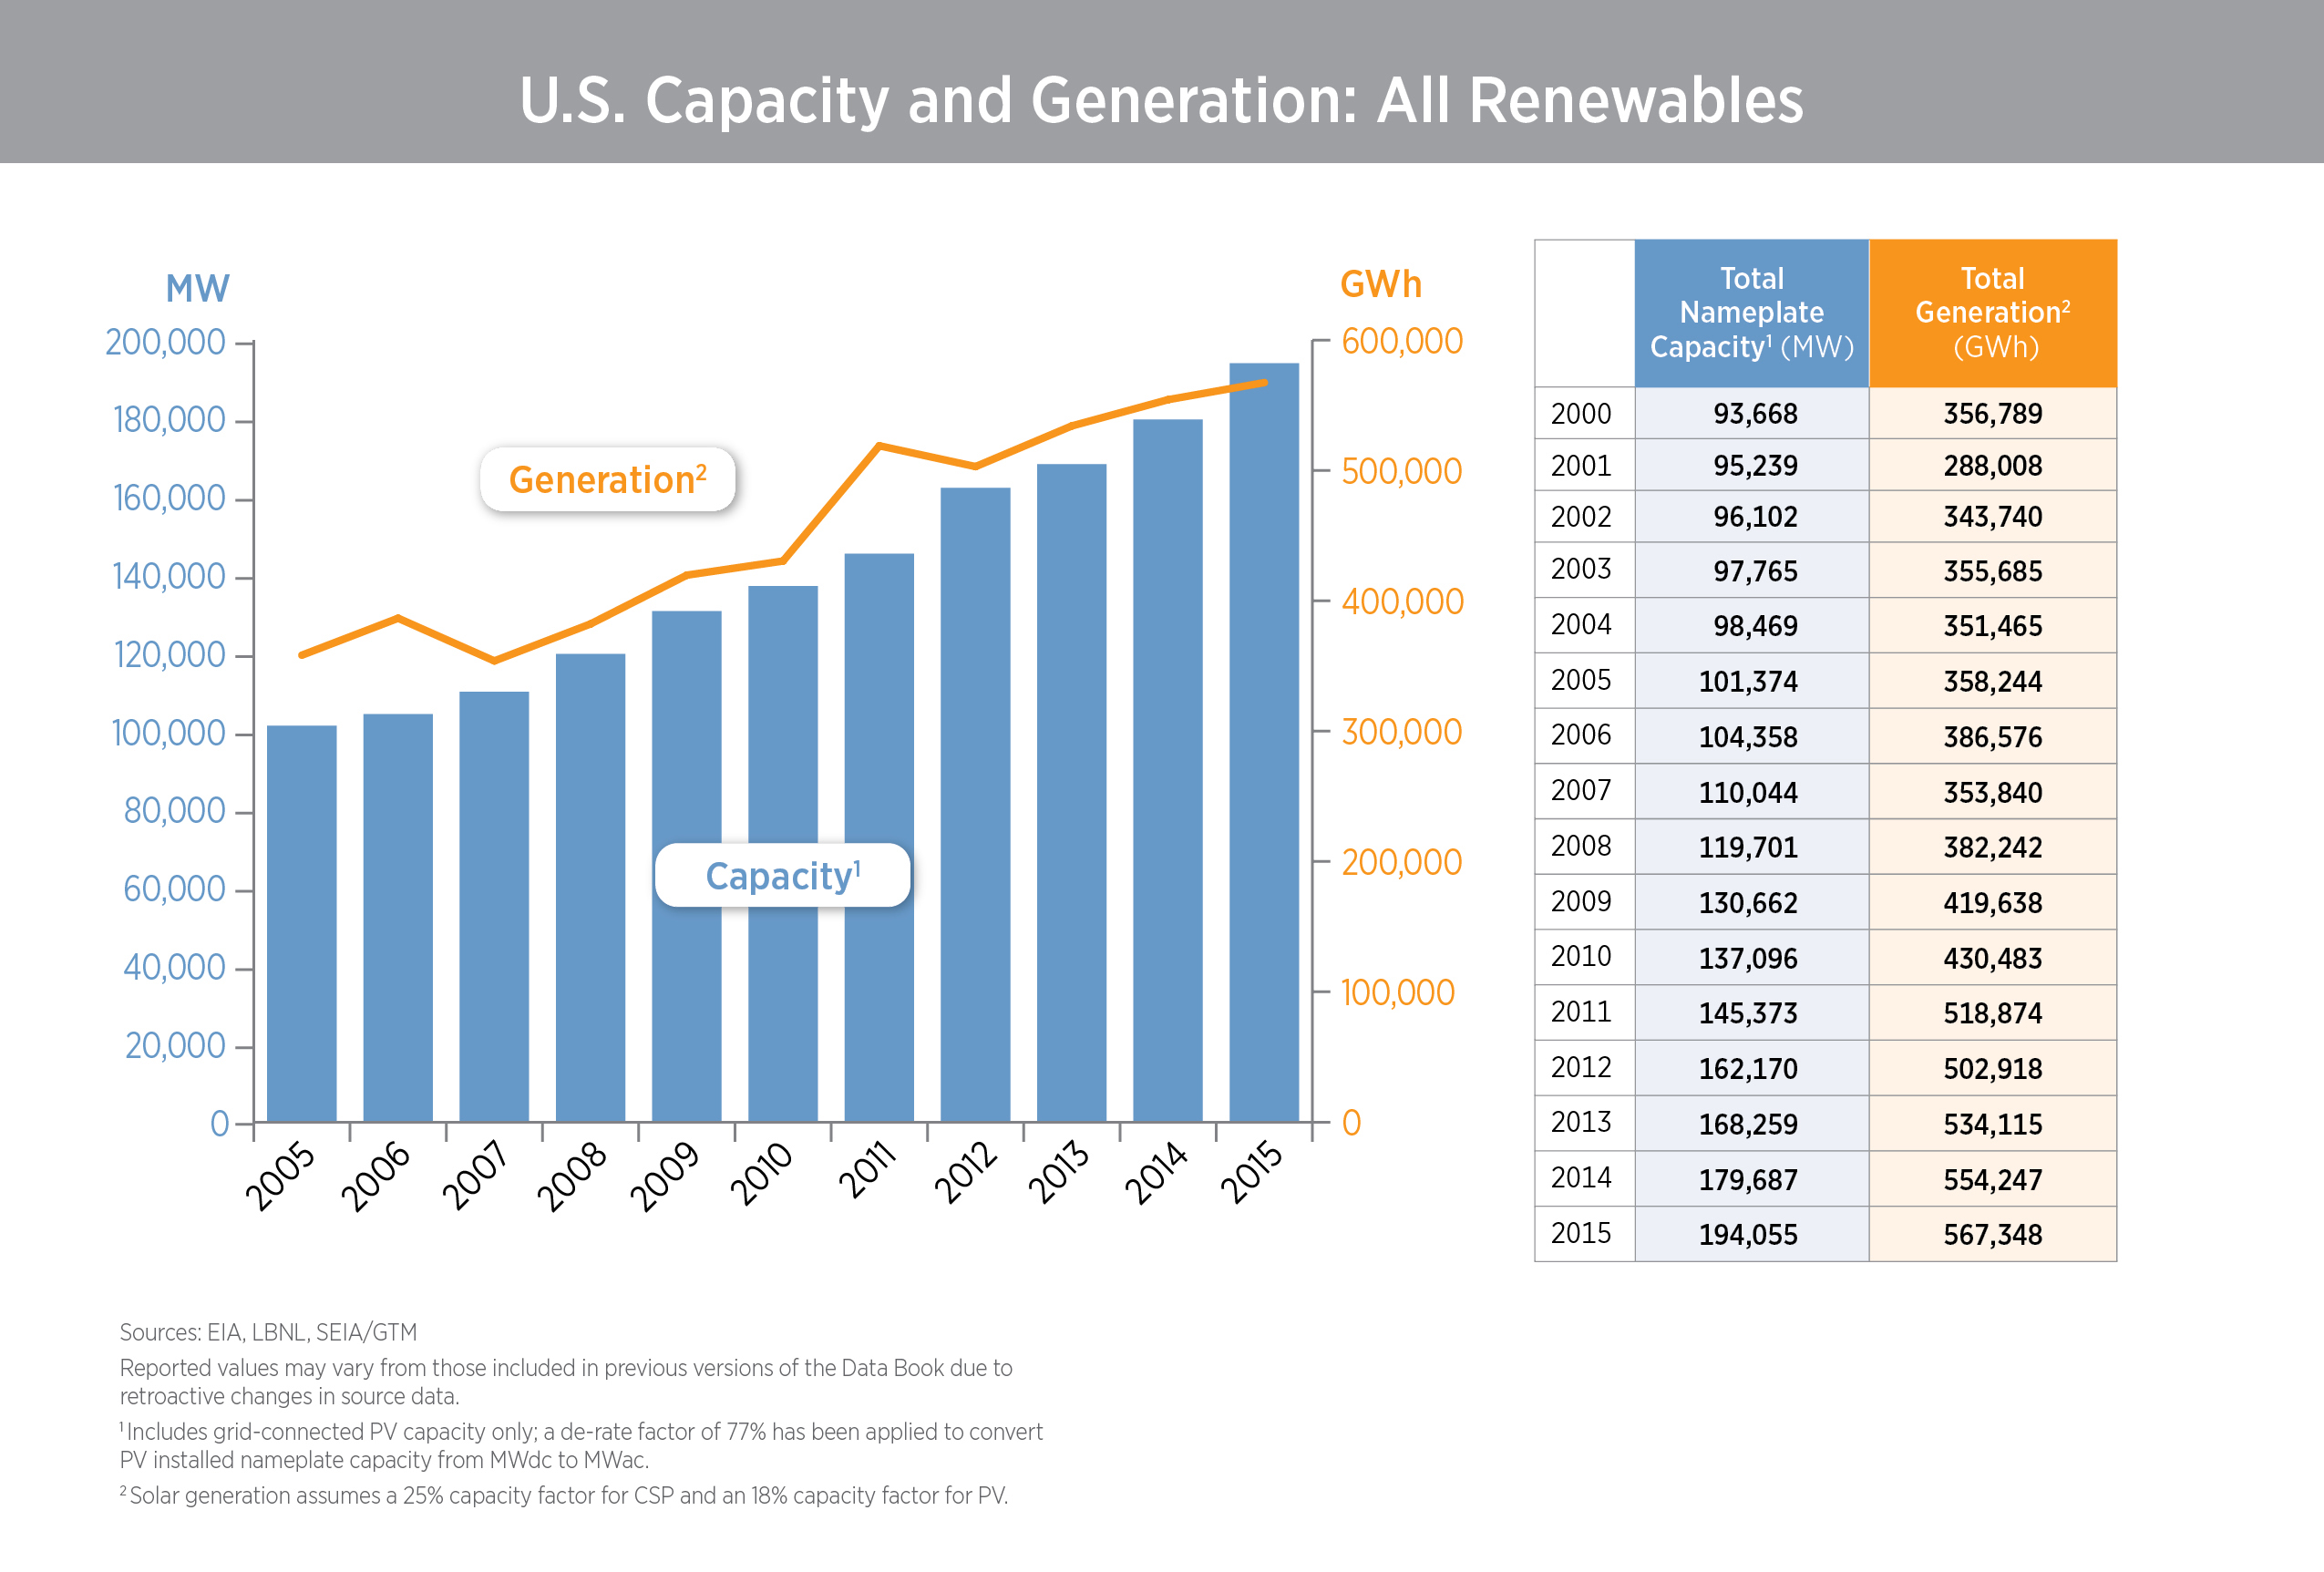 U.S. Capacity and Generation: All Renewables
MW
200,000
180,000
160,000
140,000
120,000
100,000
80,000
60,000
40,000
20,000
0
Generation²
Capacity¹
GWh
600,000
500,000
400,000
300,000
200,000
100,000
0
2005 2006 2007 2008 2009 2010 2011 2012 2013 2014 2015
Total
Nameplate
Capacity¹ (MW)
Total
Generation²
(GWh)
2000 93,668 356,789
2001 95,239 288,008
2002 96,102 343,740
2003 97,765 355,685
2004 98,469 351,465
2005 101,374 358,244
2006 104,358 386,576
2007 110,044 353,840
2008 119,701 382,242
2009 130,662 419,638
2010 137,096 430,483
2011 145,373 518,874
2012 162,170 502,918
2013 168,259 534,115
2014 179,687 554,247
2015 194,055 567,348
Sources: EIA, LBNL, SEIA/GTM
Reported values may vary from those included in previous versions of the Data Book due to
retroactive changes in source data.
¹ Includes grid-connected PV capacity only; a de-rate factor of 77% has been applied to convert
PV installed nameplate capacity from MWdc to MWac.
² Solar generation assumes a 25% capacity factor for CSP and an 18% capacity factor for PV.